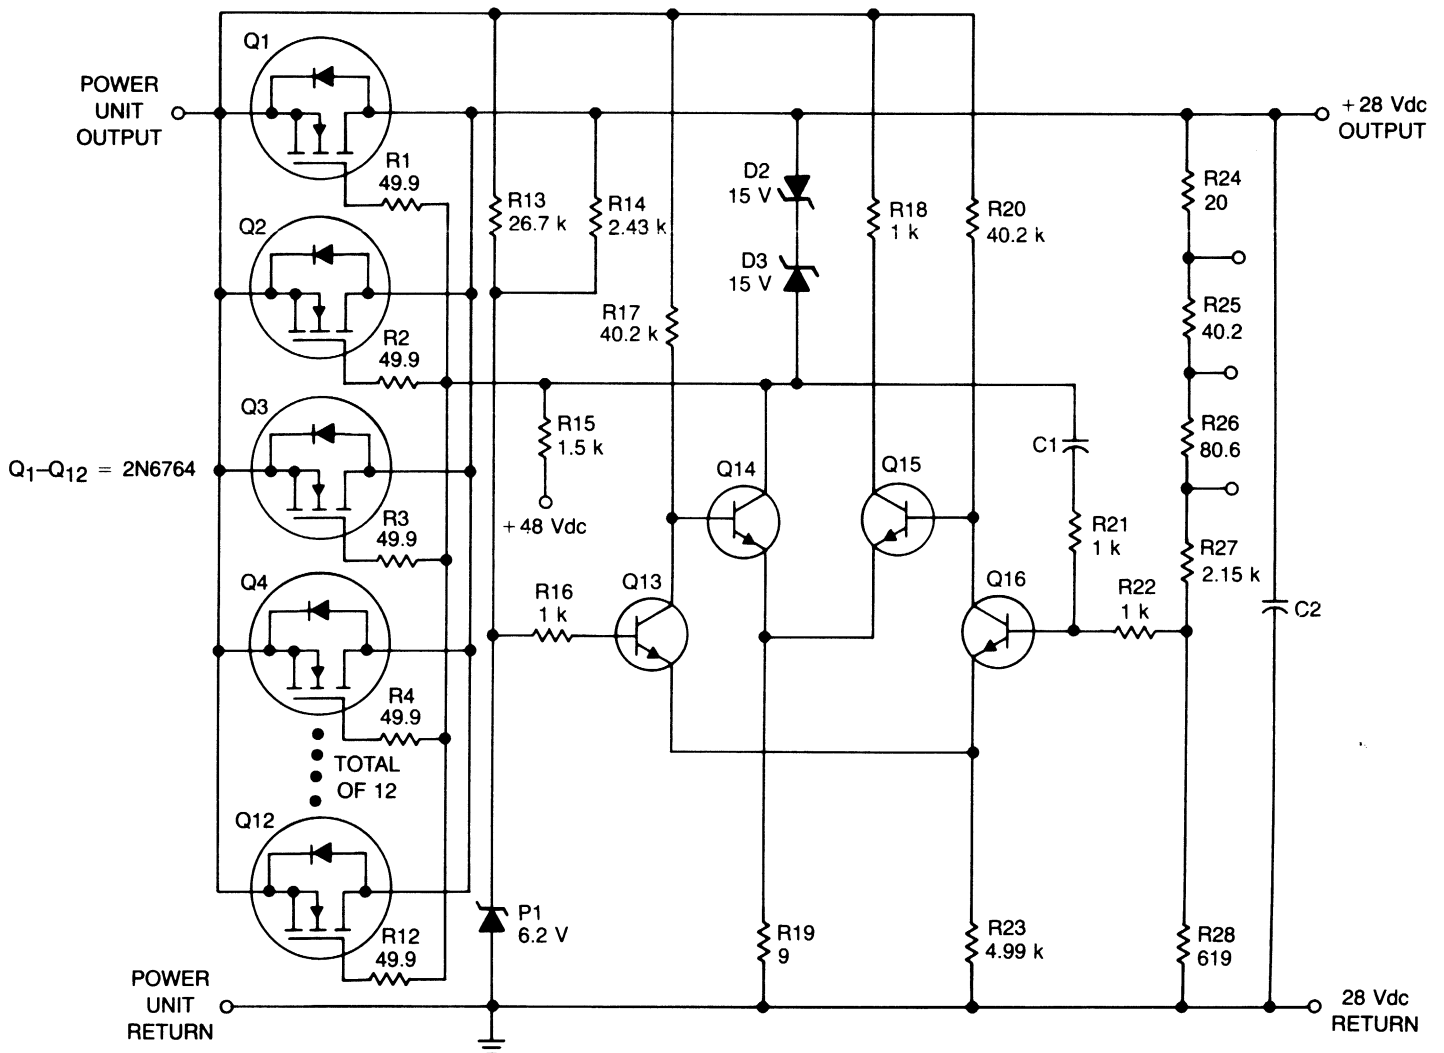 POWER
UNIT
OUTPUT
Q1
R1
49.9
Q2
R2
49.9
Q3
Q1–Q12 = 2N6764
R3
49.9
Q4
R4
49.9
TOTAL
OF 12
Q12
R12
49.9
POWER
UNIT
RETURN
R13
26.7 k
R14
2.43 k
R17
40.2 k
D2
15 V
D3
15 V
R18
1 k
R20
40.2 k
R15
1.5 k
+48 Vdc
Q14
Q15
C1
R21
1 k
R16
1 k
Q13
Q16
R22
1 k
P1
6.2 V
R19
9
R23
4.99 k
+28 Vdc
OUTPUT
R24
20
R25
40.2
R26
80.6
R27
2.15 k
C2
R28
619
28 Vdc
RETURN